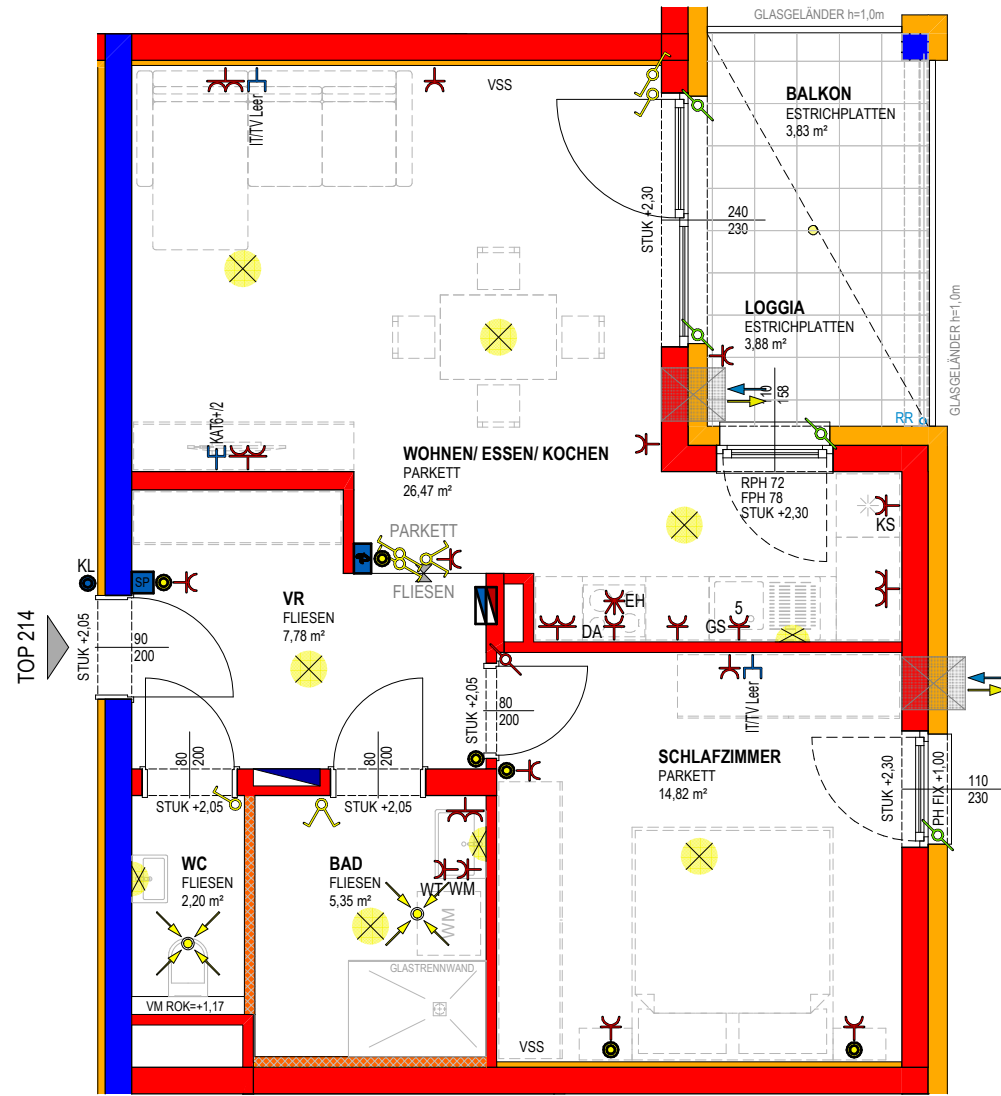 GLASGELÄNDER h=1,0m
VSS
IT/TV Leer
BALKON
ESTRICHPLATTEN
3,83 m²
STUK +2,30
240
230
LOGGIA
ESTRICHPLATTEN
3,88 m²
GLASGELÄNDER h=1,0m
110
158
RR
KAT6+/2
WOHNEN/ ESSEN/ KOCHEN
PARKETT
26,47 m²
RPH 72
FPH 78
STUK +2,30
KS
PARKETT
FLIESEN
KL
SP
VR
FLIESEN
7,78 m²
EH
DA
GS
5
TOP 214
STUK +2,05
90
200
STUK +2,05
80
200
IT/TV Leer
SCHLAFZIMMER
PARKETT
14,82 m²
STUK +2,30
PH FIX +1,00
110
230
80
200
80
200
STUK +2,05
STUK +2,05
WC
FLIESEN
2,20 m²
BAD
FLIESEN
5,35 m²
WT
WM
WM
GLASTRENNWAND
VM ROK=+1,17
VSS